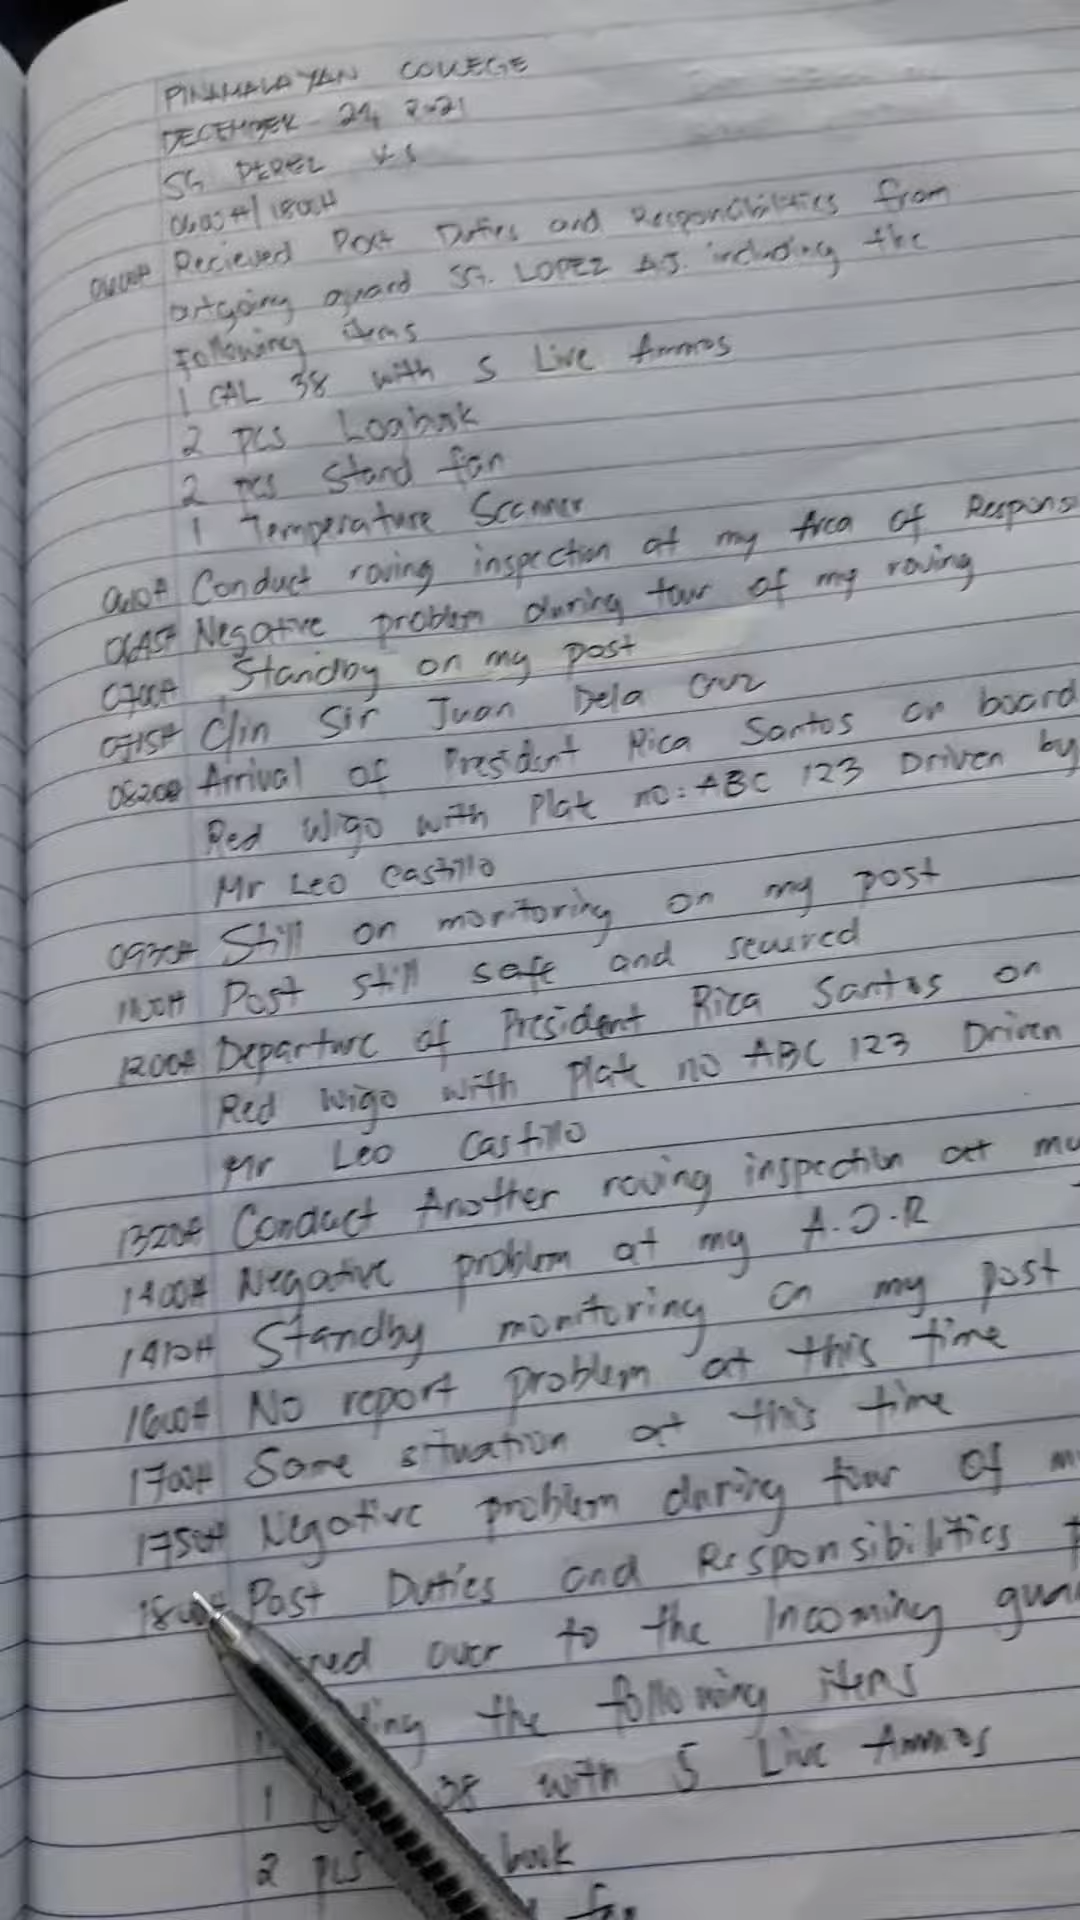 PINAMALAYAN COLLEGE
DECEMBER 29, 2021
SG PEREZ V.S
0600H/1800H
0600H Recieved Post Duties and Responsibilities from
outgoing guard SG. LOPEZ A.J. including the
Following items
1 CAL 38 with 5 Live Ammos
2 pcs Logbook
2 pcs Stand fan
1 Temperature Scanner
0610H Conduct roving inspection at my Area of Respons
0645H Negative problem during tour of my roving
0700H Standby on my post
0715H C/in Sir Juan Dela Cruz
0820H Arrival of President Rica Santos on board
Red Wigo with Plate no: ABC 123 Driven by
Mr Leo Castillo
0930H Still on monitoring on my post
1100H Post still safe and secured
1200H Departure of President Rica Santos on
Red Wigo with Plate no ABC 123 Driven
Mr Leo Castillo
1320H Conduct Another roving inspection at my
1400H Negative problem at my A.O.R
1410H Standby monitoring on my post
1600H No report problem at this time
1700H Same situation at this time
1750H Negative problem during tour of m
1800H Post Duties and Responsibilities t
ned over to the Incoming gua
ding the following items
1 38 with 5 Live Ammos
2 pcs book
fan